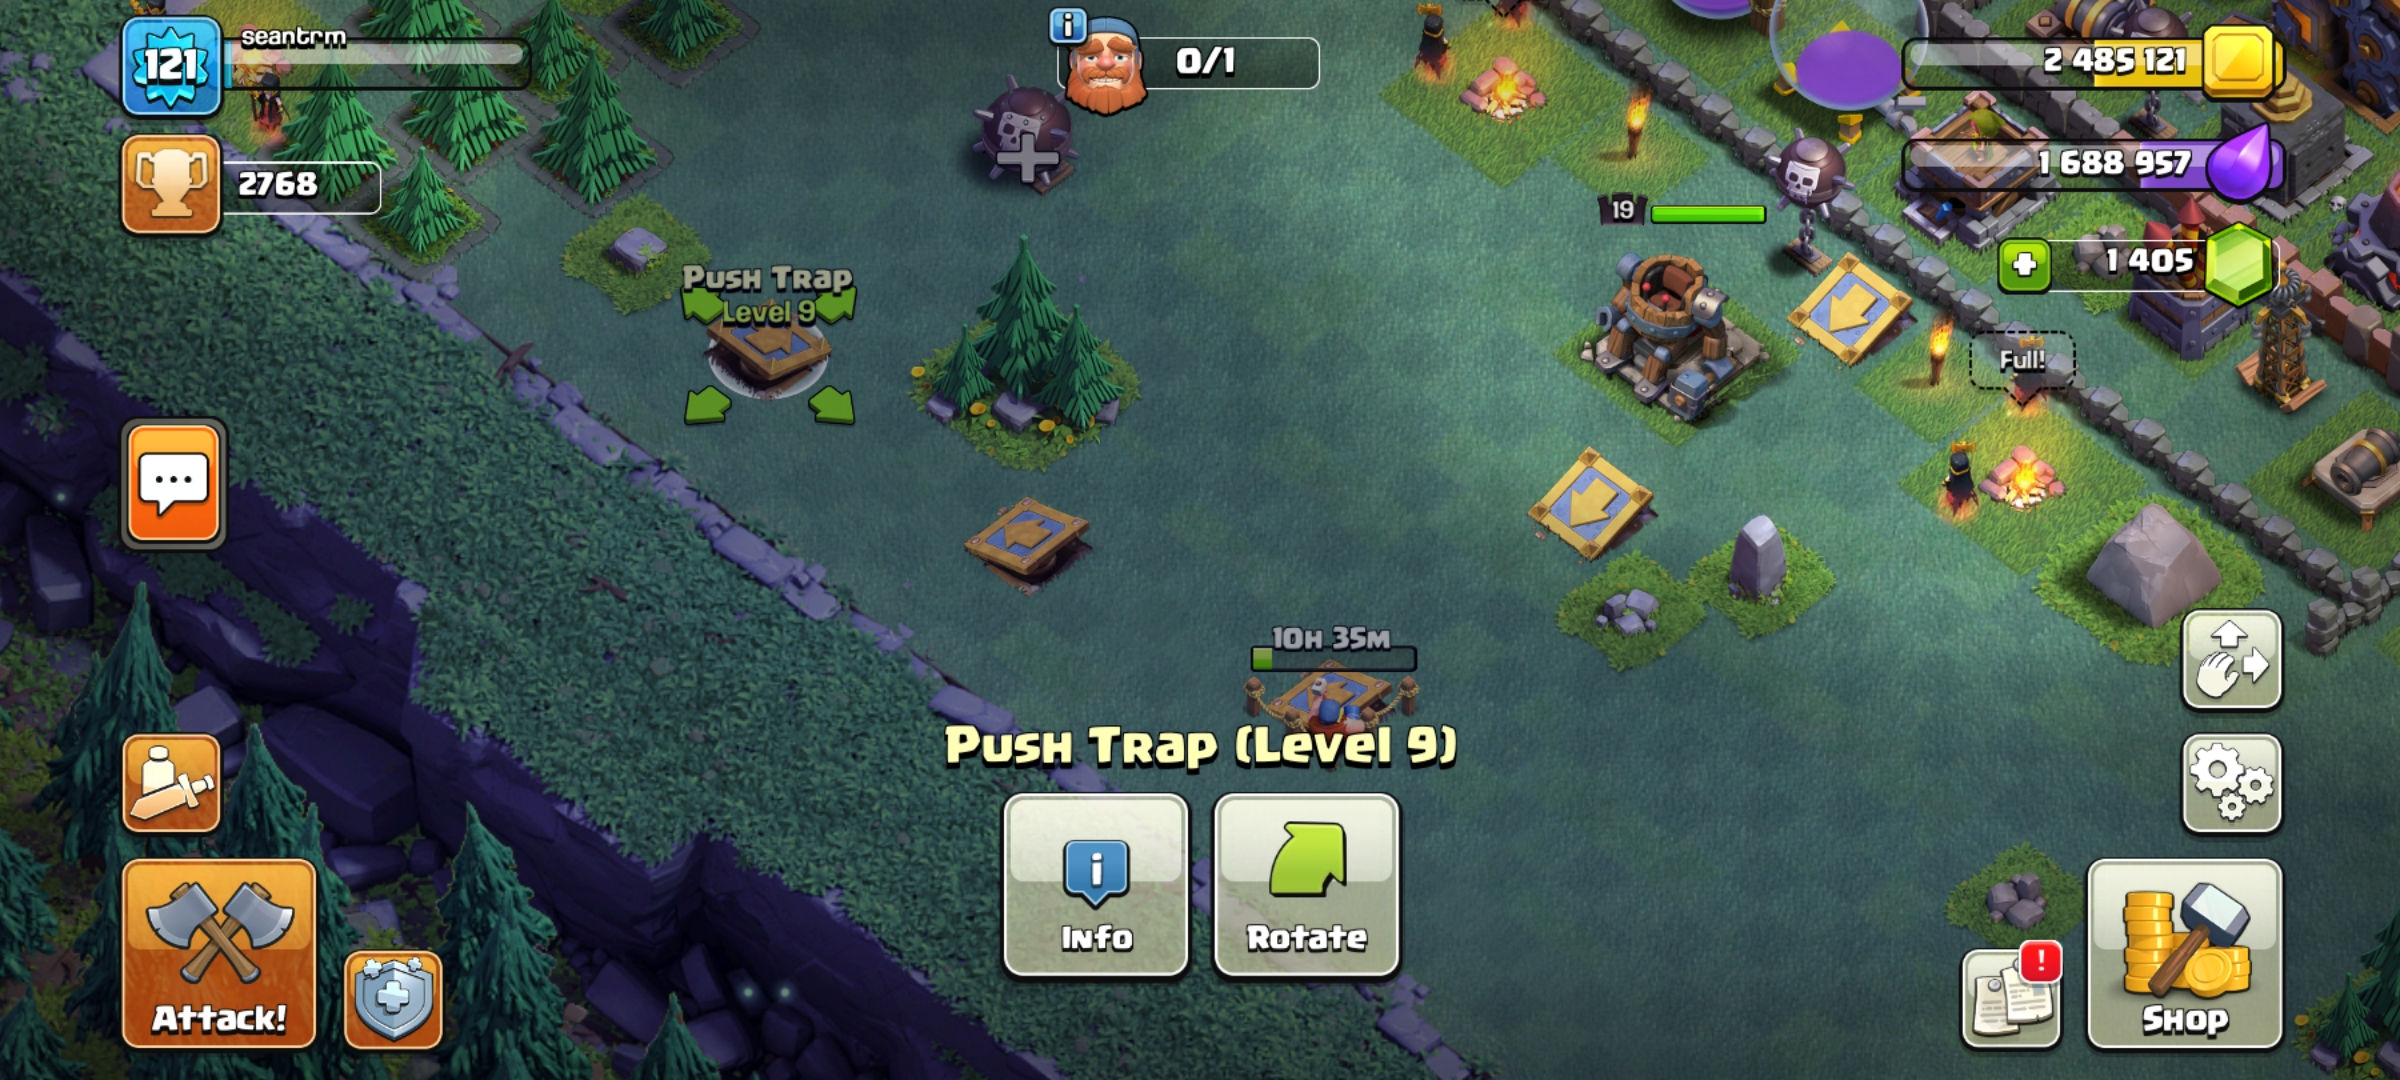 121
seantrm
0/1
2 485 121
2768
1 688 957
19
1 405
Push Trap
Level 9
Full!
10H 35M
Push Trap (Level 9)
i
Info
Rotate
Attack!
!
Shop